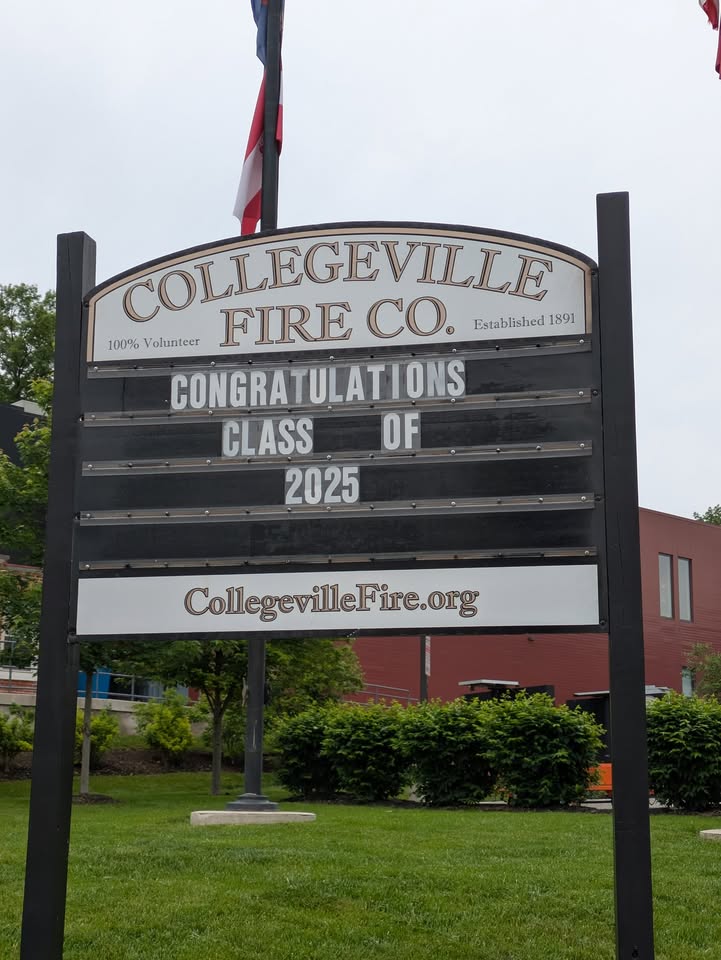 COLLEGEVILLE
FIRE CO.
100% Volunteer
Established 1891
CONGRATULATIONS
CLASS OF
2025
CollegevilleFire.org